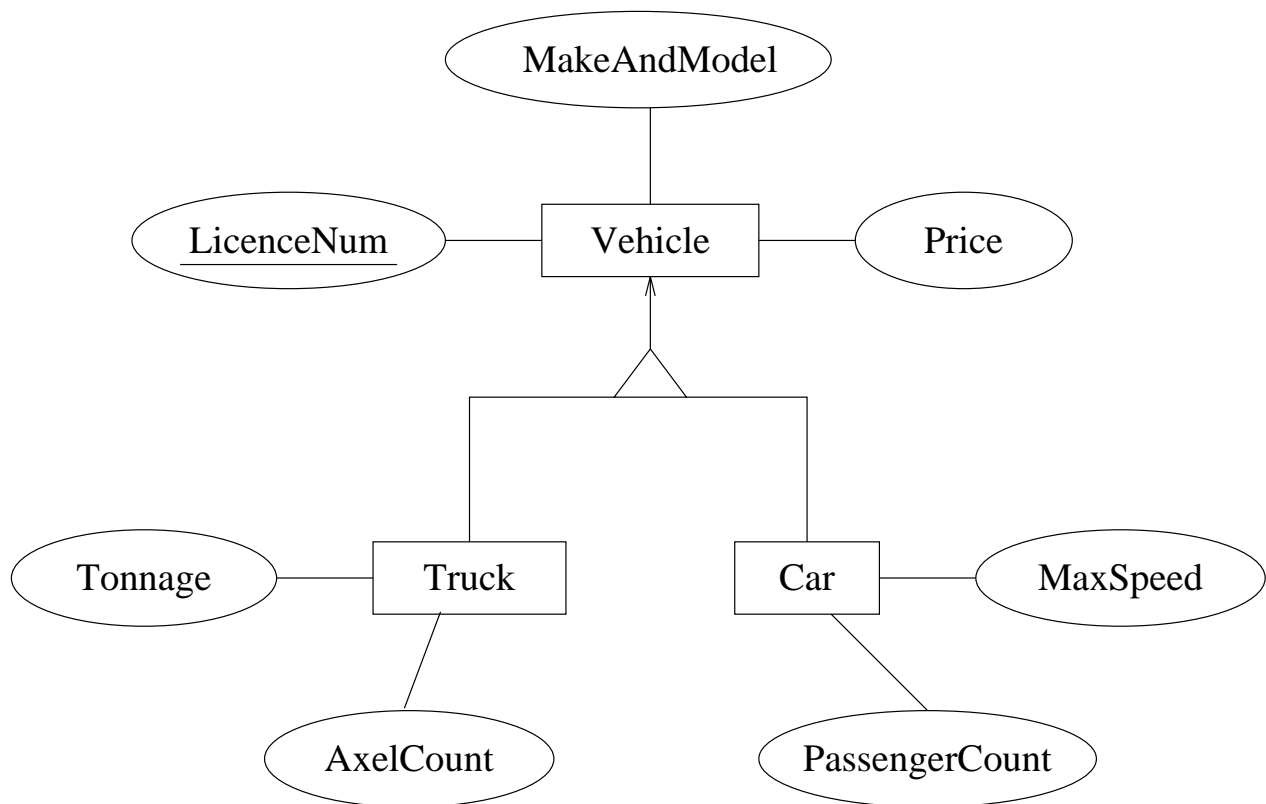 MakeAndModel
LicenceNum
Vehicle
Price
Tonnage
Truck
Car
MaxSpeed
AxelCount
PassengerCount